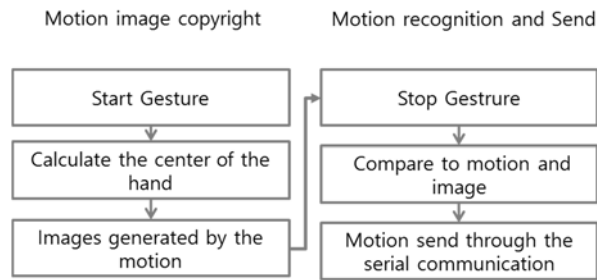 Motion image copyright
Start Gesture
Calculate the center of the
hand
Images generated by the
motion
Motion recognition and Send
Stop Gestrure
Compare to motion and
image
Motion send through the
serial communication